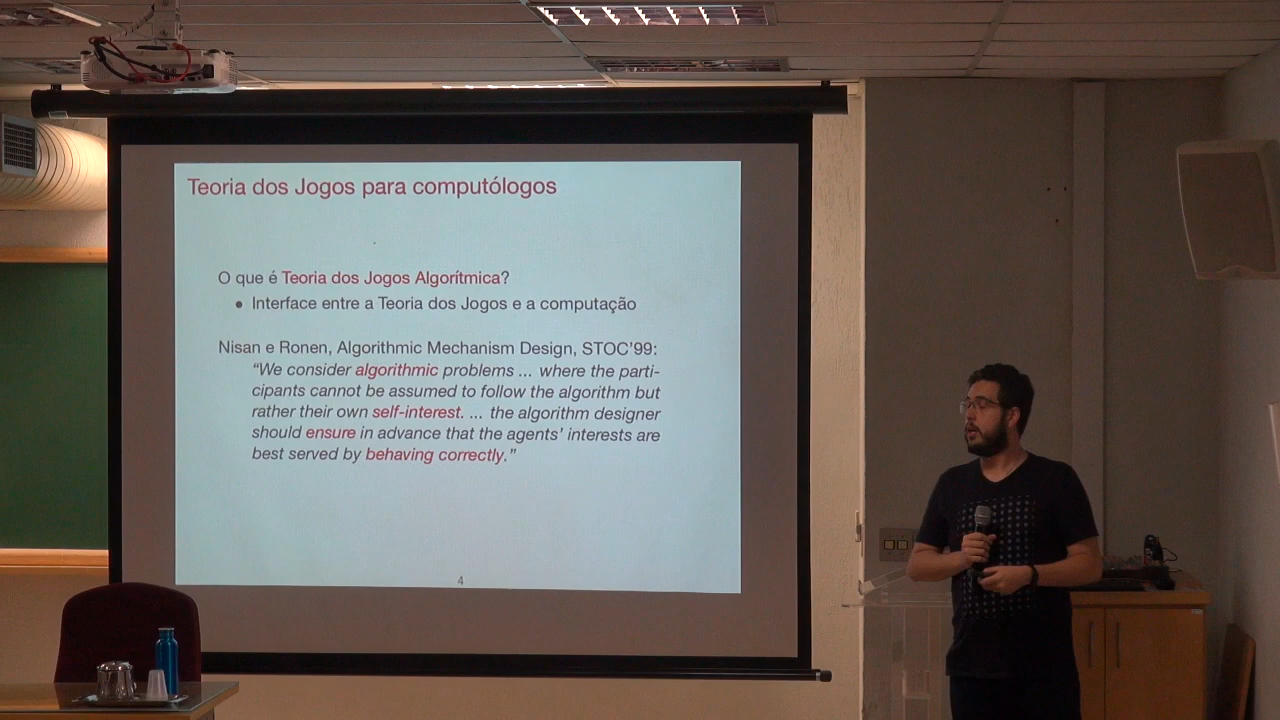 Teoria dos Jogos para computólogos
O que é Teoria dos Jogos Algorítmica?
• Interface entre a Teoria dos Jogos e a computação
Nisan e Ronen, Algorithmic Mechanism Design, STOC'99:
“We consider algorithmic problems ... where the parti-
cipants cannot be assumed to follow the algorithm but
rather their own self-interest. ... the algorithm designer
should ensure in advance that the agents’ interests are
best served by behaving correctly.”
4